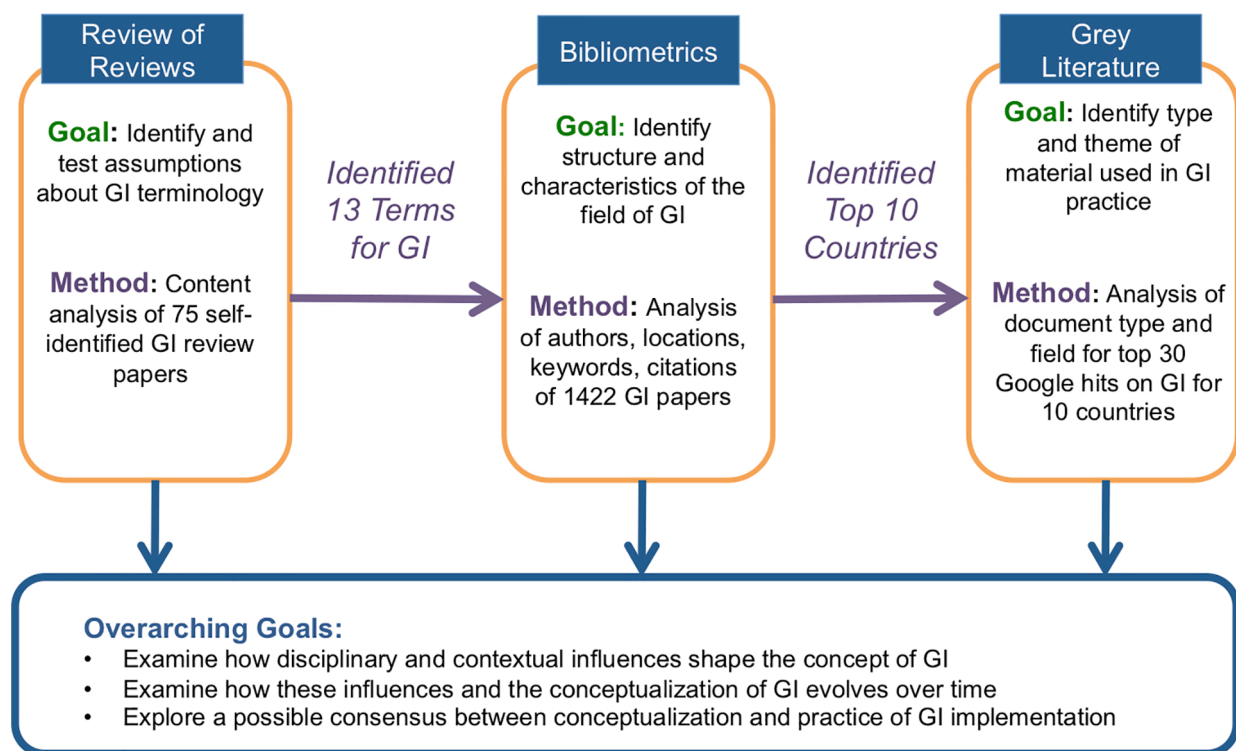 Review of
Reviews
Goal: Identify and
test assumptions
about GI terminology
Method: Content
analysis of 75 self-
identified GI review
papers
Identified
13 Terms
for GI
Bibliometrics
Goal: Identify
structure and
characteristics of the
field of GI
Method: Analysis
of authors, locations,
keywords, citations
of 1422 GI papers
Identified
Top 10
Countries
Grey
Literature
Goal: Identify type
and theme of
material used in GI
practice
Method: Analysis of
document type and
field for top 30
Google hits on GI for
10 countries
Overarching Goals:
• Examine how disciplinary and contextual influences shape the concept of GI
• Examine how these influences and the conceptualization of GI evolves over time
• Explore a possible consensus between conceptualization and practice of GI implementation